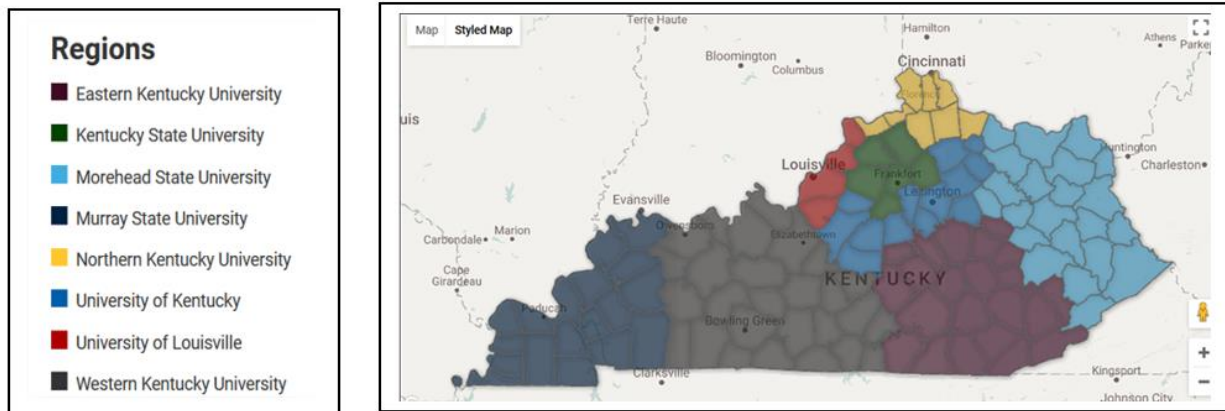 Regions
Eastern Kentucky University
Kentucky State University
Morehead State University
Murray State University
Northern Kentucky University
University of Kentucky
University of Louisville
Western Kentucky University
Map Styled Map
Terre Haute
Hamilton
Athens
Parke
Bloomington
Columbus
Cincinnati
Florence
uis
Louisville
Huntington
Charleston
Frankfort
Lexington
Evansville
Owensboro
Elizabethtown
Carbondale
Marion
Cape
Girardeau
KENTUCKY
Paducah
Bowling Green
Clarksville
Kingsport
Johnson City